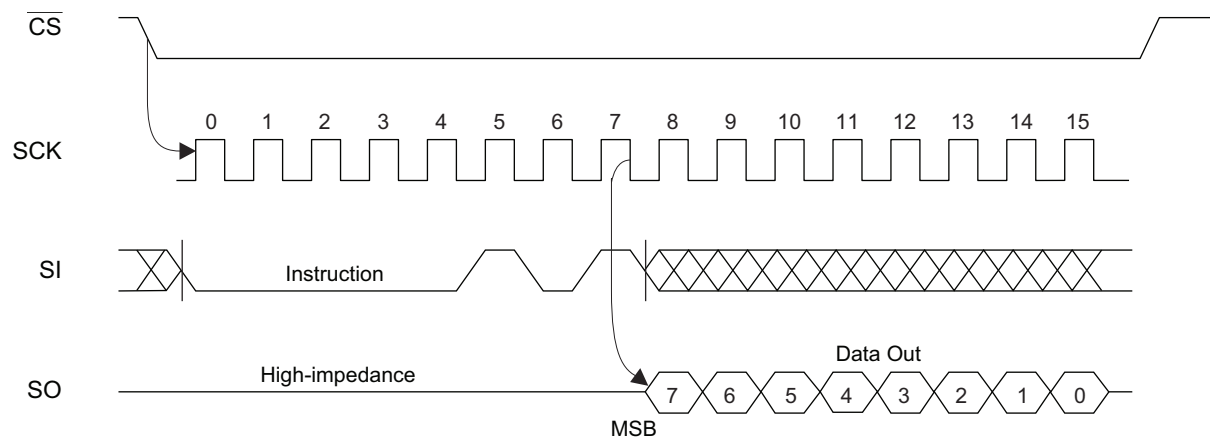 CS
0 1 2 3 4 5 6 7 8 9 10 11 12 13 14 15
SCK
SI
Instruction
Data Out
High-impedance
SO
7 6 5 4 3 2 1 0
MSB